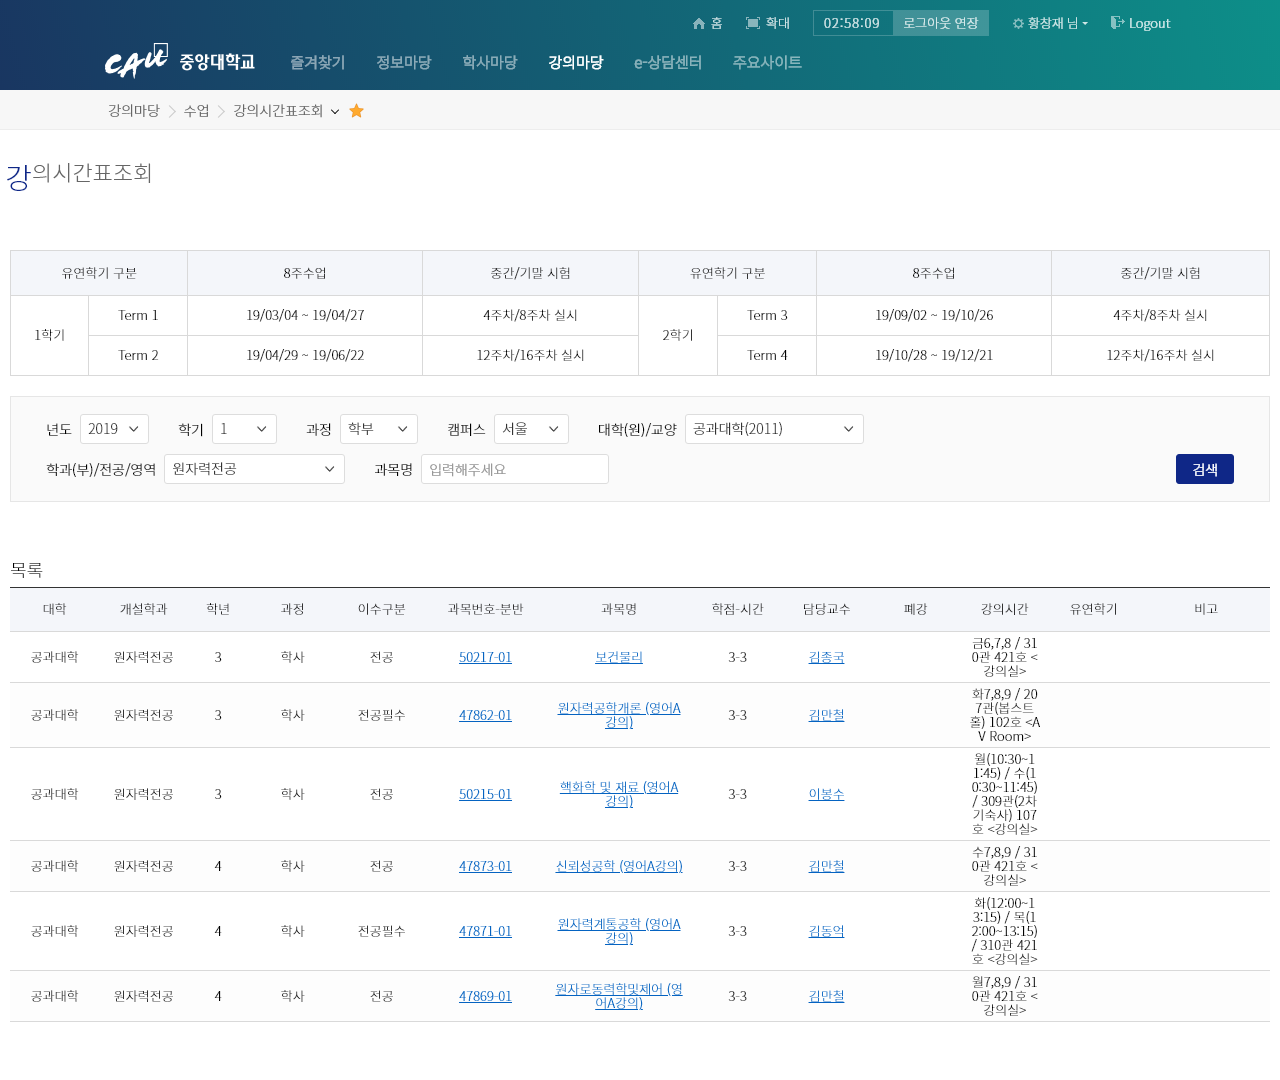 홈 확대 02:58:09 로그아웃 연장 황창재 님 Logout
CAU 중앙대학교 즐겨찾기 정보마당 학사마당 강의마당 e-상담센터 주요사이트
강의마당 수업 강의시간표조회
강의시간표조회
유연학기 구분 8주수업 중간/기말 시험 유연학기 구분 8주수업 중간/기말 시험
1학기 Term 1 19/03/04 ~ 19/04/27 4주차/8주차 실시 2학기 Term 3 19/09/02 ~ 19/10/26 4주차/8주차 실시
Term 2 19/04/29 ~ 19/06/22 12주차/16주차 실시 Term 4 19/10/28 ~ 19/12/21 12주차/16주차 실시
년도 2019 학기 1 과정 학부 캠퍼스 서울 대학(원)/교양 공과대학(2011)
학과(부)/전공/영역 원자력전공 과목명 입력해주세요 검색
목록
대학 개설학과 학년 과정 이수구분 과목번호-분반 과목명 학점-시간 담당교수 폐강 강의시간 유연학기 비고
공과대학 원자력전공 3 학사 전공 50217-01 보건물리 3-3 김종국 금6,7,8 / 31
0관 421호 <
강의실>
공과대학 원자력전공 3 학사 전공필수 47862-01 원자력공학개론 (영어A
강의) 3-3 김만철 화7,8,9 / 20
7관(봅스트
홀) 102호 <A
V Room>
공과대학 원자력전공 3 학사 전공 50215-01 핵화학 및 재료 (영어A
강의) 3-3 이봉수 월(10:30~1
1:45) / 수(1
0:30~11:45)
/ 309관(2차
기숙사) 107
호 <강의실>
공과대학 원자력전공 4 학사 전공 47873-01 신뢰성공학 (영어A강의) 3-3 김만철 수7,8,9 / 31
0관 421호 <
강의실>
공과대학 원자력전공 4 학사 전공필수 47871-01 원자력계통공학 (영어A
강의) 3-3 김동억 화(12:00~1
3:15) / 목(1
2:00~13:15)
/ 310관 421
호 <강의실>
공과대학 원자력전공 4 학사 전공 47869-01 원자로동력학및제어 (영
어A강의) 3-3 김만철 월7,8,9 / 31
0관 421호 <
강의실>